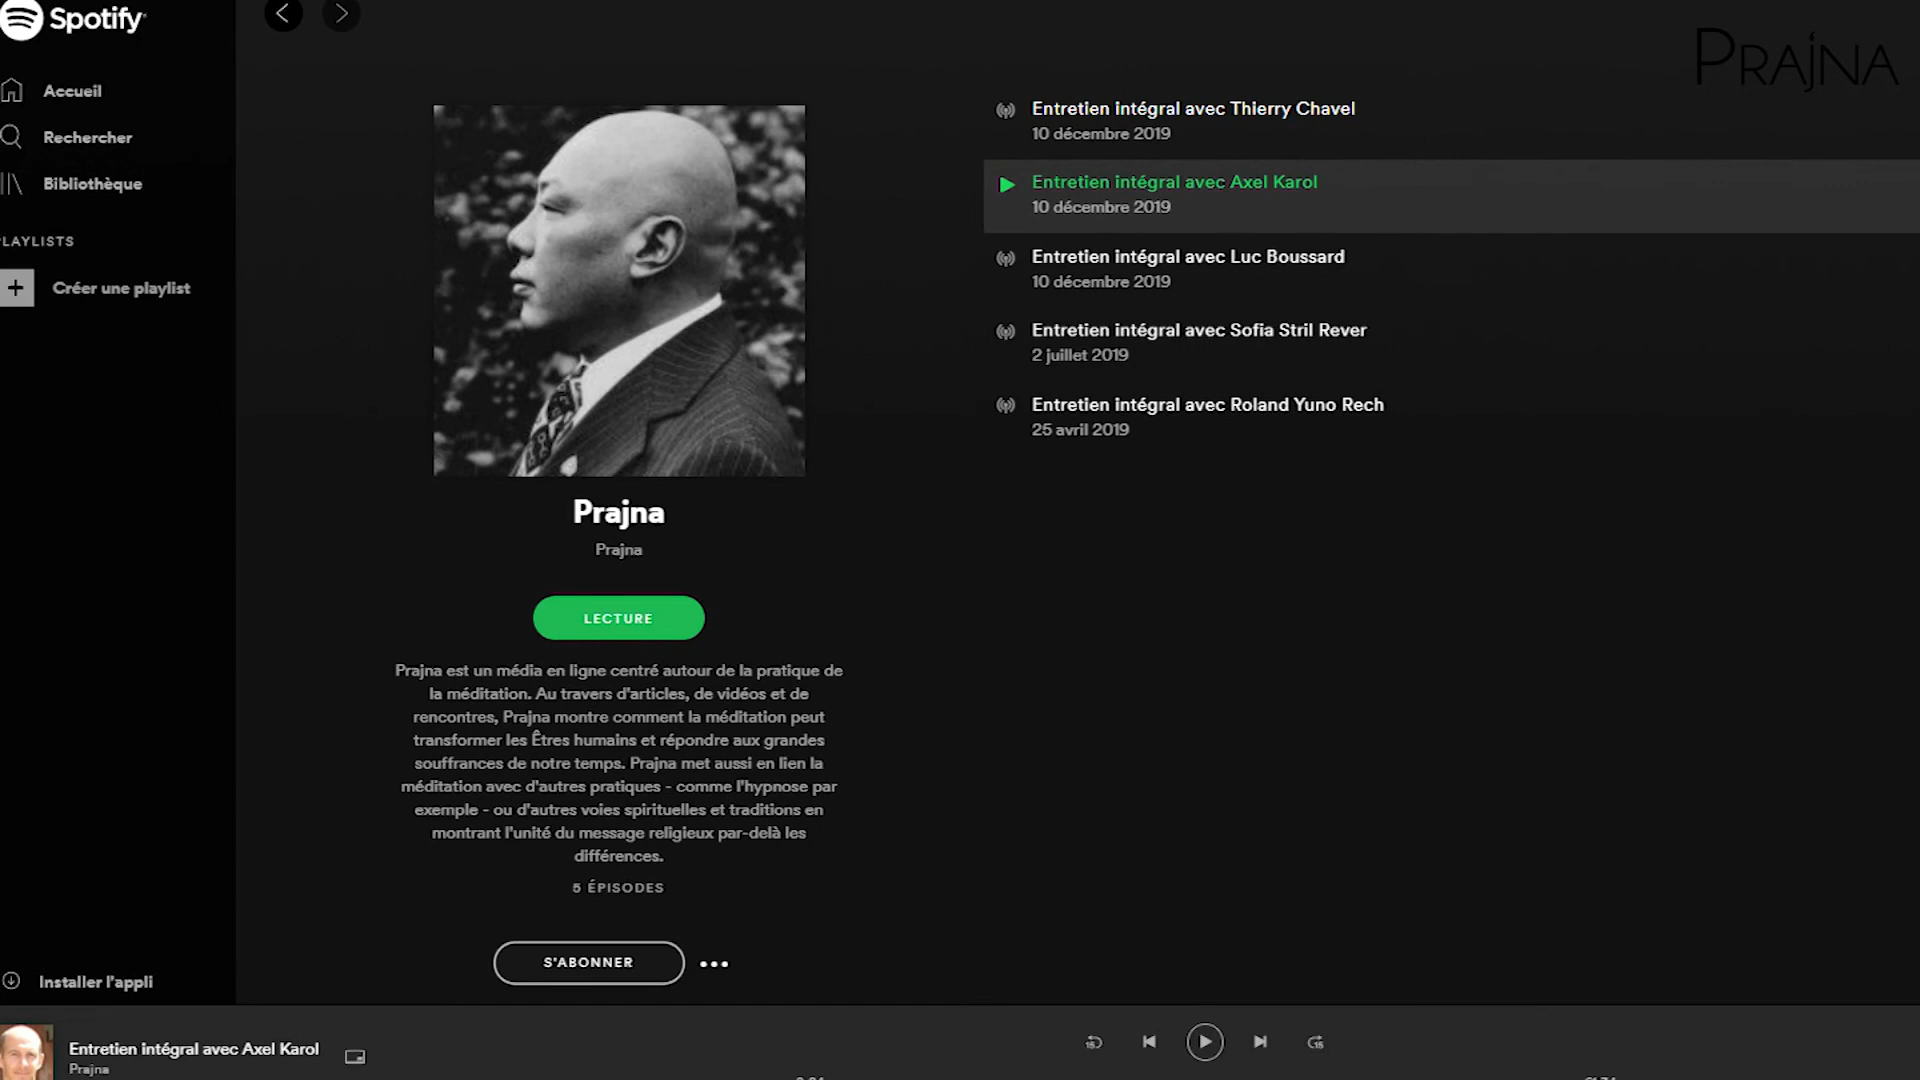 Spotify
Accueil
Rechercher
Bibliothèque
PLAYLISTS
Créer une playlist
Installer l'appli
PRAJNA
Prajna
Prajna
LECTURE
Prajna est un média en ligne centré autour de la pratique de
la méditation. Au travers d'articles, de vidéos et de
rencontres, Prajna montre comment la méditation peut
transformer les Êtres humains et répondre aux grandes
souffrances de notre temps. Prajna met aussi en lien la
méditation avec d'autres pratiques - comme l'hypnose par
exemple - ou d'autres voies spirituelles et traditions en
montrant l'unité du message religieux par-delà les
différences.
5 ÉPISODES
S'ABONNER
Entretien intégral avec Thierry Chavel
10 décembre 2019
Entretien intégral avec Axel Karol
10 décembre 2019
Entretien intégral avec Luc Boussard
10 décembre 2019
Entretien intégral avec Sofia Stril Rever
2 juillet 2019
Entretien intégral avec Roland Yuno Rech
25 avril 2019
Entretien intégral avec Axel Karol
Prajna
15
15